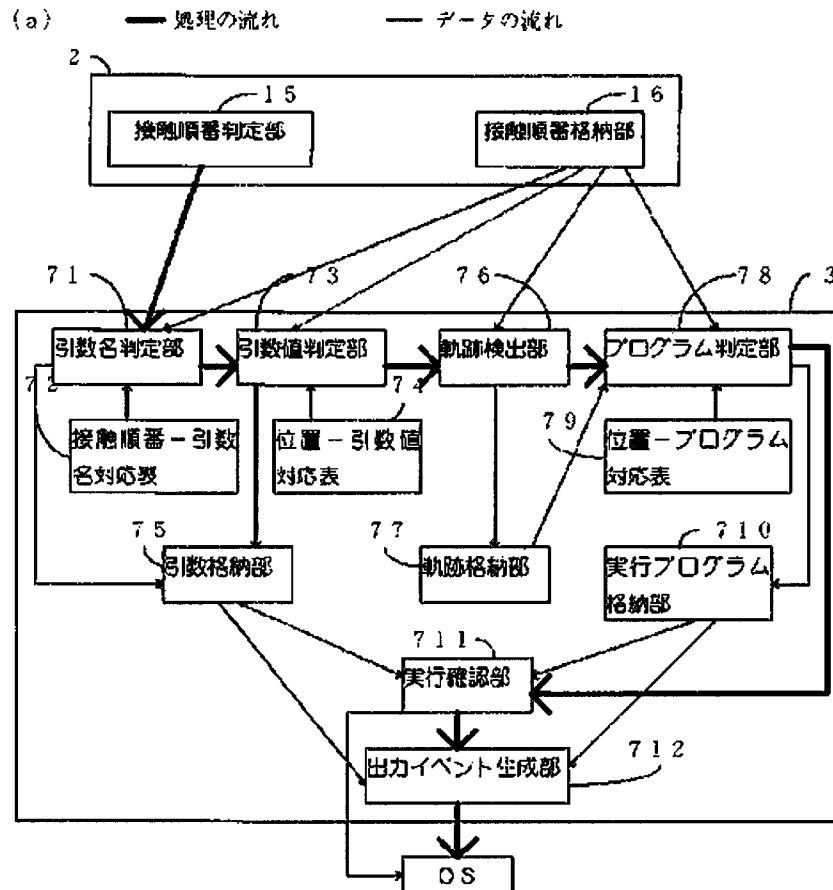 (a) 処理の流れ データの流れ
2
15 16
接触順番判定部 接触順番格納部
71 73 76 78 3
引数名判定部 引数値判定部 軌跡検出部 プログラム判定部
72 74 79
接触順番－引数 位置－引数値 位置－プログラム
名対応表 対応表 対応表
75 77 710
引数格納部 軌跡格納部 実行プログラム
格納部
711
実行確認部
712
出力イベント生成部
OS